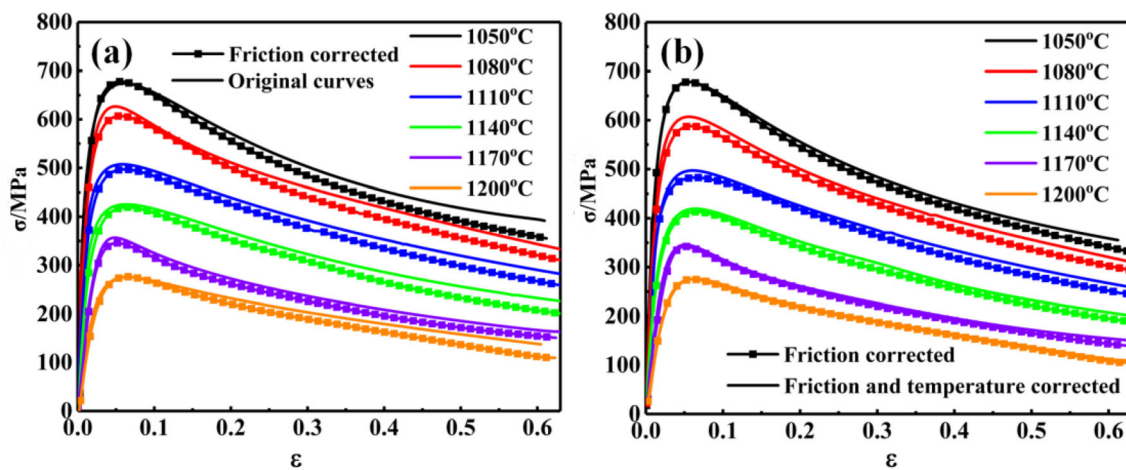 (a)
Friction corrected
Original curves
1050°C
1080°C
1110°C
1140°C
1170°C
1200°C
800
700
600
500
400
300
200
100
0
σ/MPa
0.0 0.1 0.2 0.3 0.4 0.5 0.6
ε
(b)
1050°C
1080°C
1110°C
1140°C
1170°C
1200°C
Friction corrected
Friction and temperature corrected
800
700
600
500
400
300
200
100
0
σ/MPa
0.0 0.1 0.2 0.3 0.4 0.5 0.6
ε